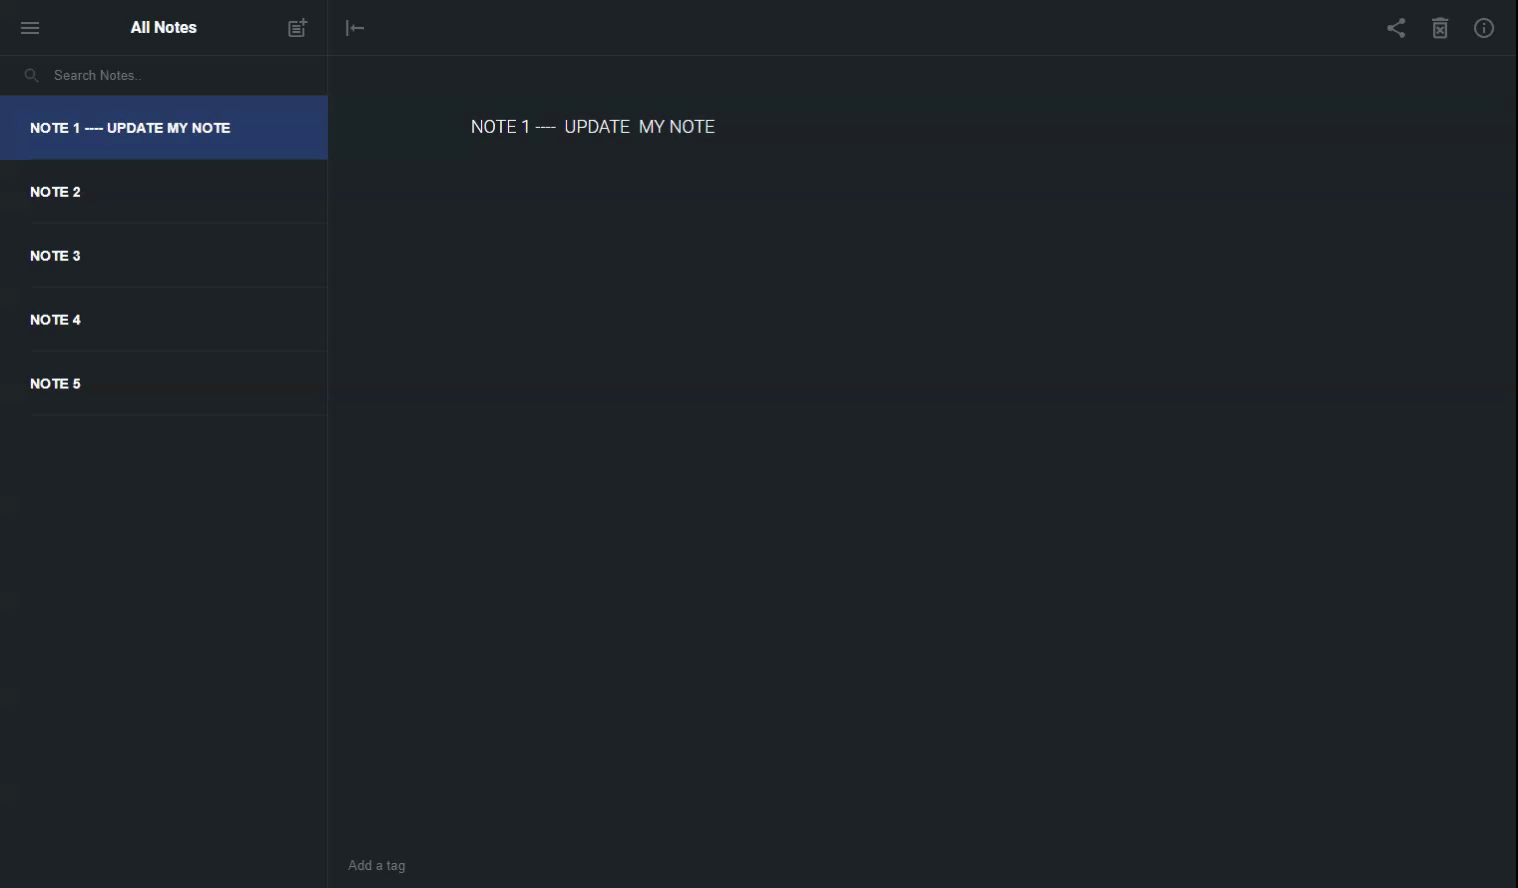 All Notes
Search Notes..
NOTE 1 ---- UPDATE MY NOTE
NOTE 2
NOTE 3
NOTE 4
NOTE 5
NOTE 1 ----  UPDATE  MY NOTE
Add a tag